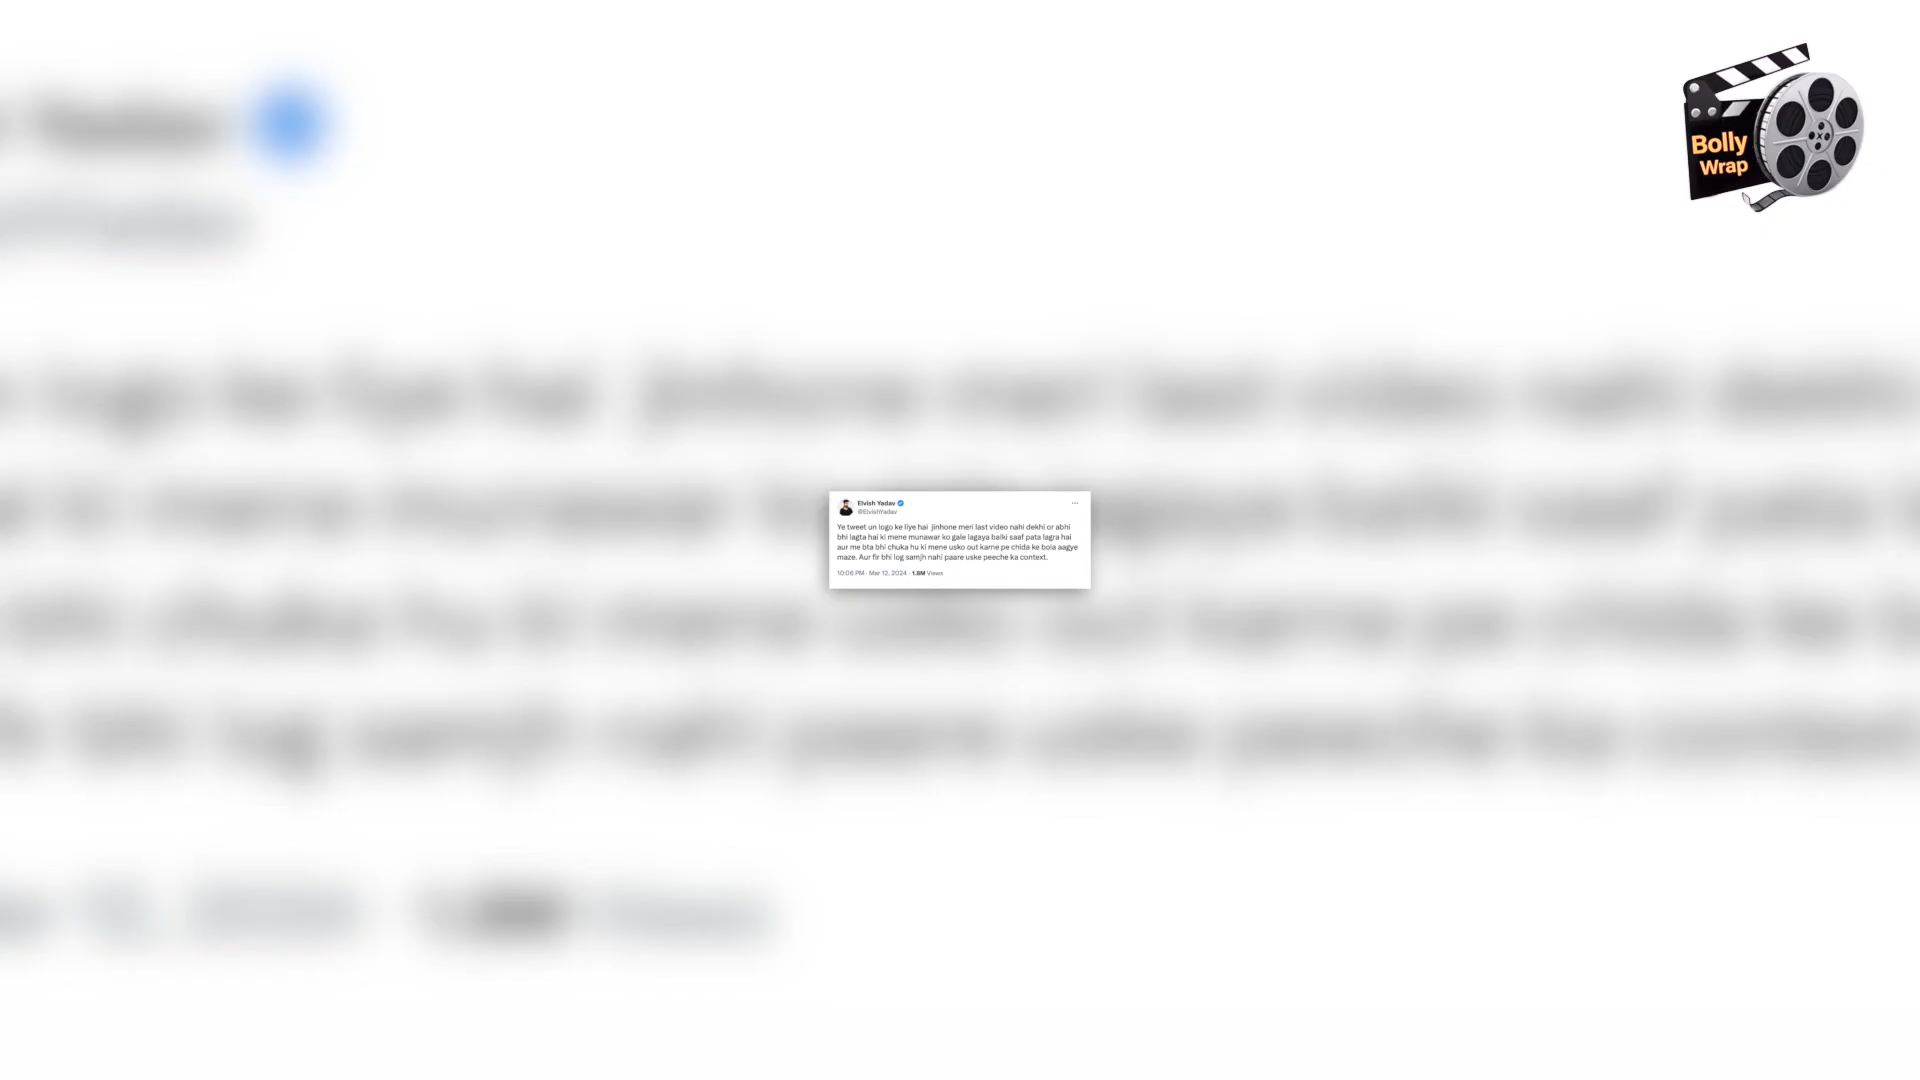 Bolly
Wrap
Elvish Yadav
@ElvishYadav
Ye tweet un logo ke liye hai jinhone meri last video nahi dekhi or abhi
bhi lagta hai ki mene munawar ko gale lagaya balki saaf pata lagra hai
aur me bta bhi chuka hu ki mene usko out karne pe chida ke bola aagye
maze. Aur fir bhi log samjh nahi paare uske peeche ka context.
10:06 PM · Mar 12, 2024 · 1.8M Views